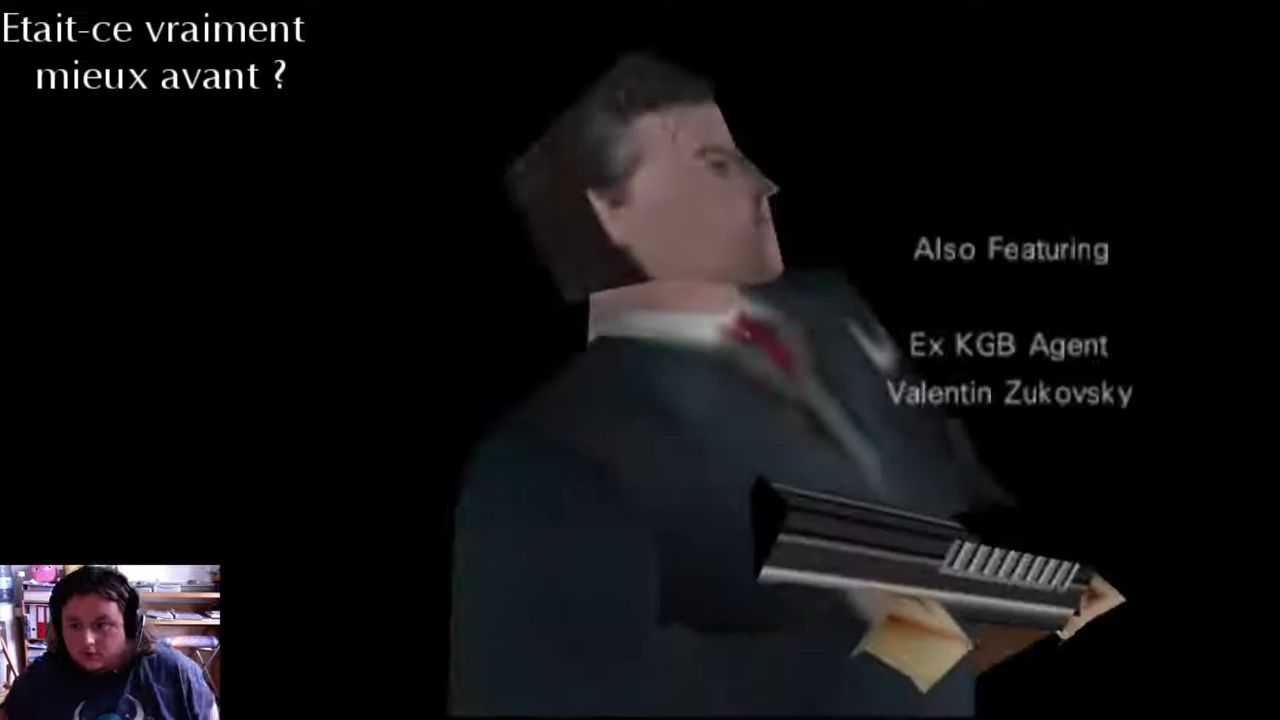 Etait-ce vraiment
mieux avant ?
Also Featuring
Ex KGB Agent
Valentin Zukovsky